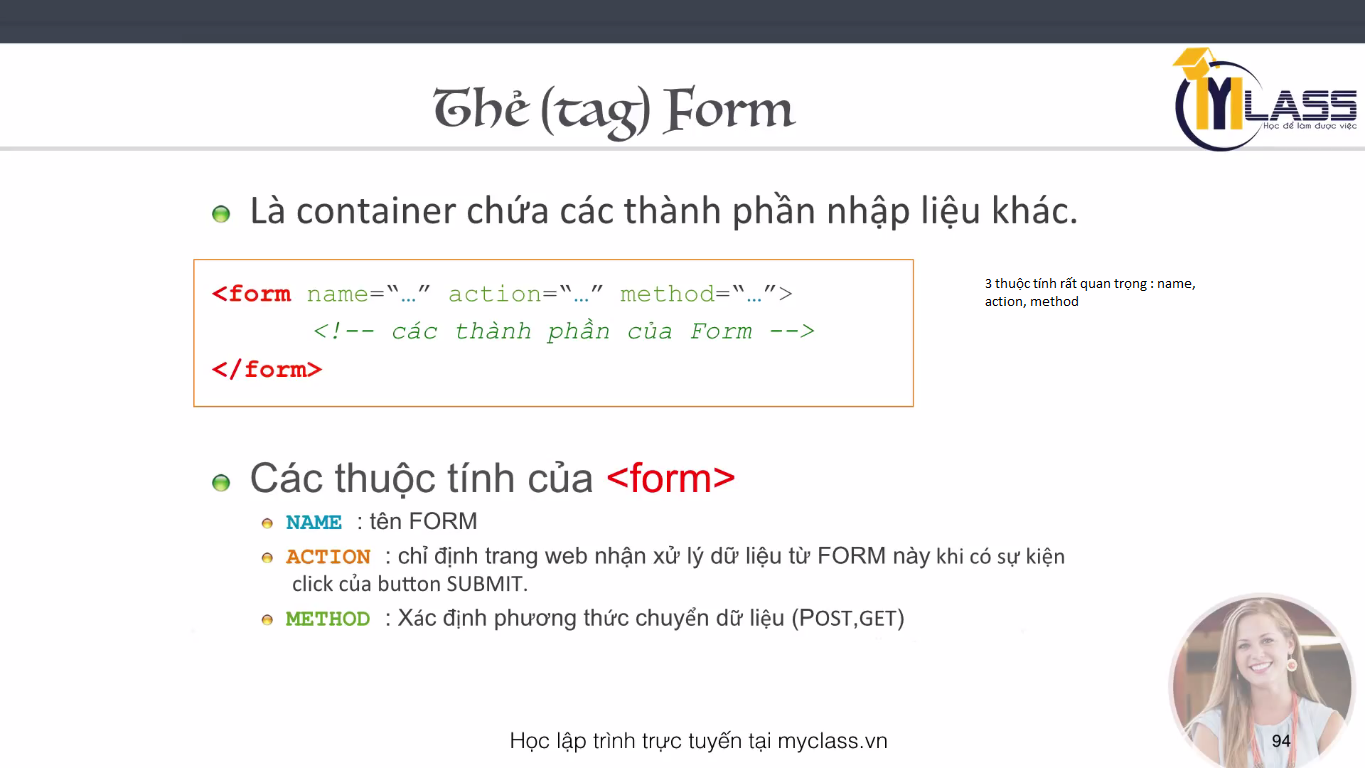 Thẻ (tag) Form
MYCLASS
Học để làm được việc
Là container chứa các thành phần nhập liệu khác.
<form name=“…” action=“…” method=“…”>
<!-- các thành phần của Form -->
</form>
3 thuộc tính rất quan trọng : name,
action, method
Các thuộc tính của <form>
NAME : tên FORM
ACTION : chỉ định trang web nhận xử lý dữ liệu từ FORM này khi có sự kiện
click của button SUBMIT.
METHOD : Xác định phương thức chuyển dữ liệu (POST,GET)
Học lập trình trực tuyến tại myclass.vn
94